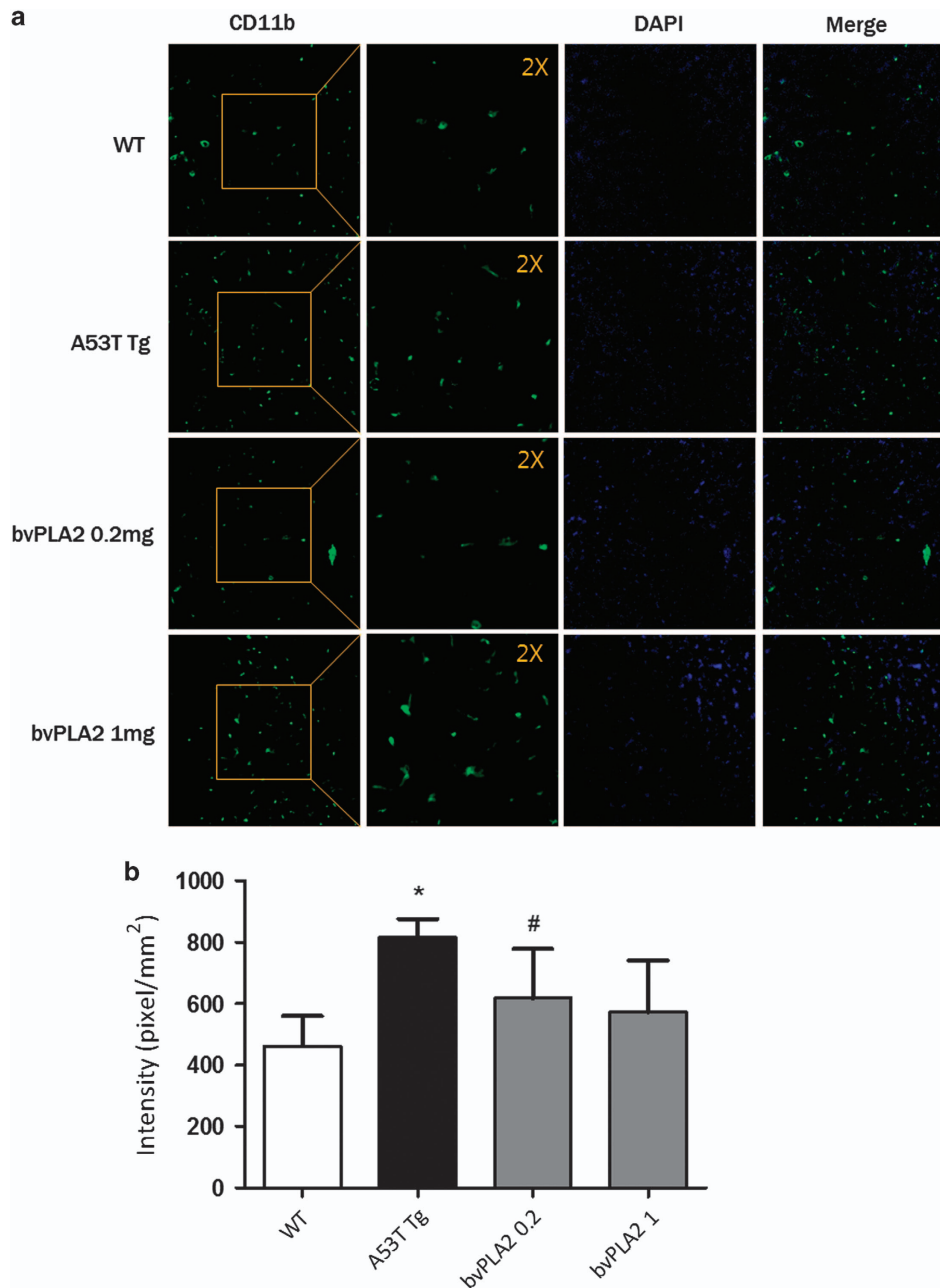 a
CD11b DAPI Merge
WT 2X
A53T Tg 2X
bvPLA2 0.2mg 2X
bvPLA2 1mg 2X
b
Intensity (pixel/mm²)
1000
800
600
400
200
0
* #
WT A53T Tg bvPLA2 0.2 bvPLA2 1